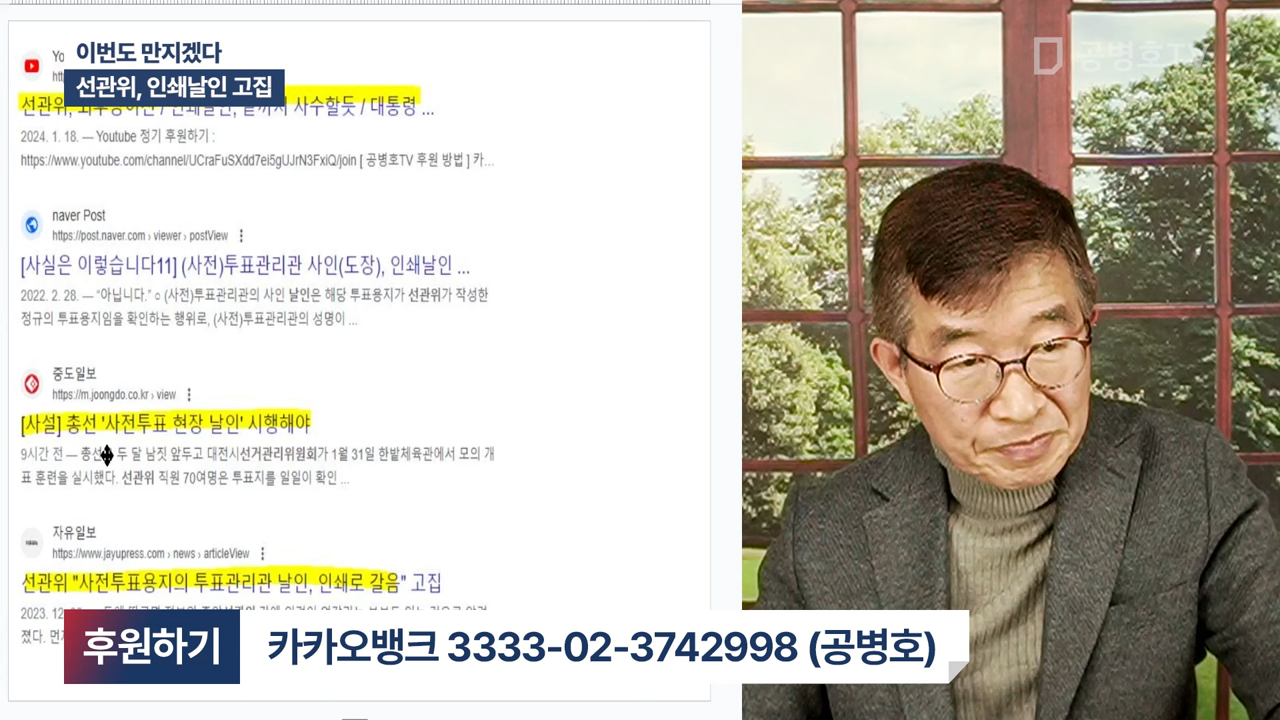 이번도 만지겠다
선관위, 인쇄날인 고집
공병호TV
Yo
선관위, 사수할듯 / 대통령 ...
2024. 1. 18. — Youtube 정기 후원하기 :
https://www.youtube.com/channel/UCraFuSXdd7ei5gUJrN3FxiQ/join [ 공병호TV 후원 방법 ] 카...
naver Post
https://post.naver.com › viewer › postView
[사실은 이렇습니다11] (사전)투표관리관 사인(도장), 인쇄날인 ...
2022. 2. 28. — “아닙니다.” ○ (사전)투표관리관의 사인 날인은 해당 투표용지가 선관위가 작성한
정규의 투표용지임을 확인하는 행위로, (사전)투표관리관의 성명이 ...
중도일보
https://m.joongdo.co.kr › view
[사설] 총선 '사전투표 현장 날인' 시행해야
9시간 전 — 총선 두 달 남짓 앞두고 대전시선거관리위원회가 1월 31일 한밭체육관에서 모의 개
표 훈련을 실시했다. 선관위 직원 70여명은 투표지를 일일이 확인 ...
자유일보
https://www.jayupress.com › news › articleView
선관위 "사전투표용지의 투표관리관 날인, 인쇄로 갈음" 고집
2023. 12.
졌다.
후원하기
카카오뱅크 3333-02-3742998 (공병호)